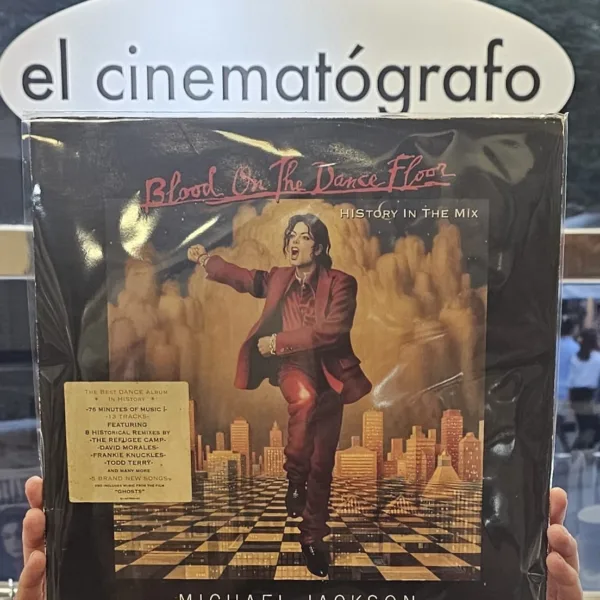 el cinematógrafo
Blood On The Dance Floor
HIStory In The Mix
The Best Dance Album
In History
-76 Minutes of Music!-
-13 Tracks-
Featuring
8 Historical Remixes by
-The Refugee Camp-
-David Morales-
-Frankie Knuckles-
-Todd Terry-
and many more
-5 Brand New Songs-
"Ghosts"
MICHAEL JACKSON